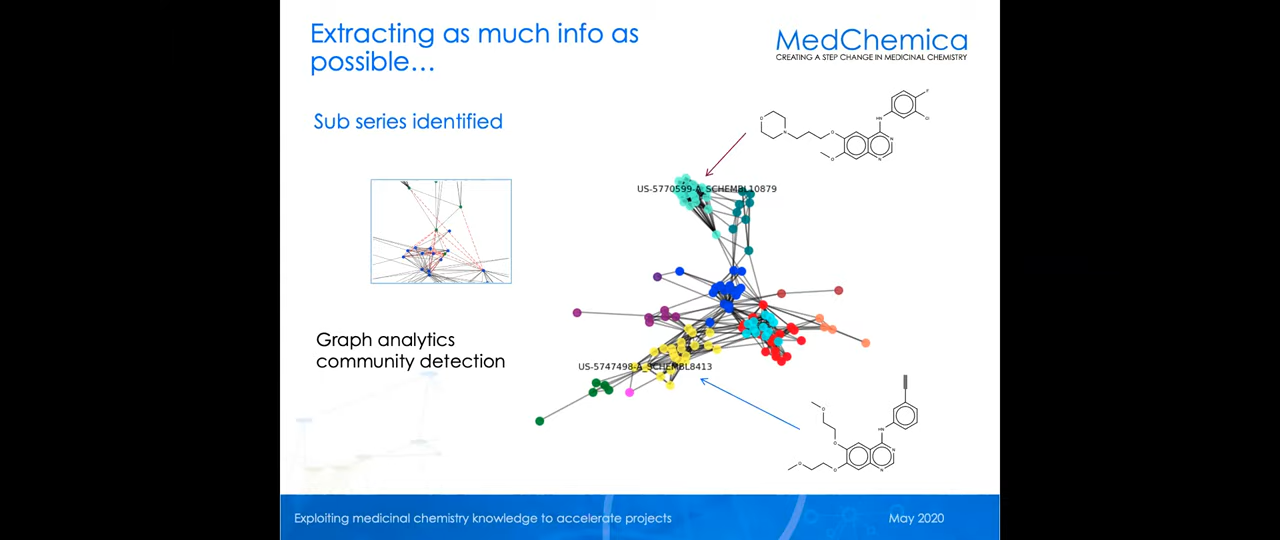 Extracting as much info as
possible…
MedChemica
CREATING A STEP CHANGE IN MEDICINAL CHEMISTRY
Sub series identified
US-5770599-A_SCHEMBL10879
Graph analytics
community detection
US-5747498-A_SCHEMBL8413
Exploiting medicinal chemistry knowledge to accelerate projects
May 2020